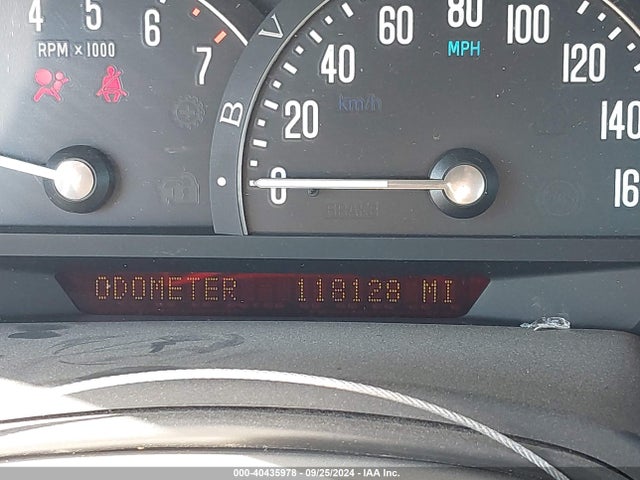 4 5 6 7
RPM x 1000
V
B
0 20 40 60 80 100 120 140 16
MPH
km/h
BRAKE
ODOMETER 118128 MI
000-40435978 - 09/25/2024 - IAA Inc.